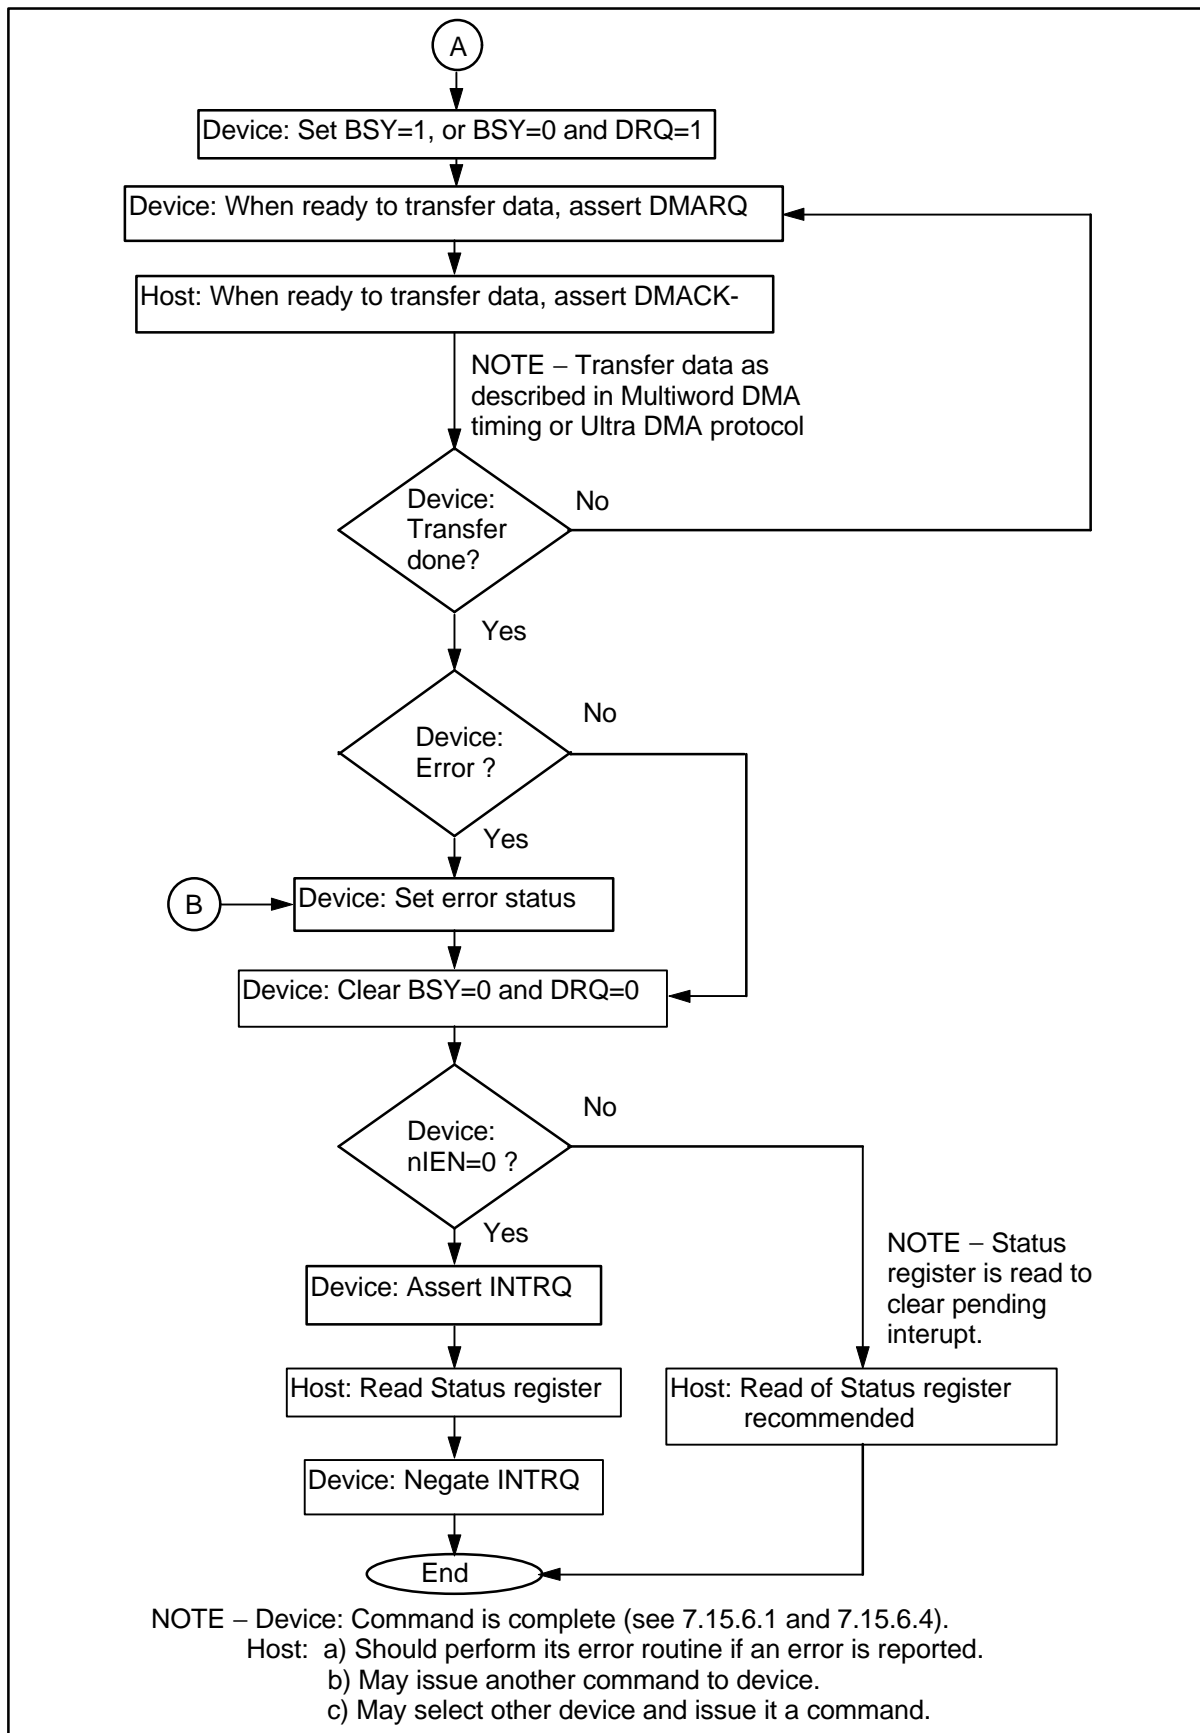 A
Device: Set BSY=1, or BSY=0 and DRQ=1
Device: When ready to transfer data, assert DMARQ
Host: When ready to transfer data, assert DMACK-
NOTE – Transfer data as
described in Multiword DMA
timing or Ultra DMA protocol
Device:
Transfer
done?
No
Yes
Device:
Error ?
No
Yes
B
Device: Set error status
Device: Clear BSY=0 and DRQ=0
Device:
nIEN=0 ?
No
Yes
NOTE – Status
register is read to
clear pending
interupt.
Device: Assert INTRQ
Host: Read Status register
Host: Read of Status register
recommended
Device: Negate INTRQ
End
NOTE – Device: Command is complete (see 7.15.6.1 and 7.15.6.4).
Host: a) Should perform its error routine if an error is reported.
b) May issue another command to device.
c) May select other device and issue it a command.